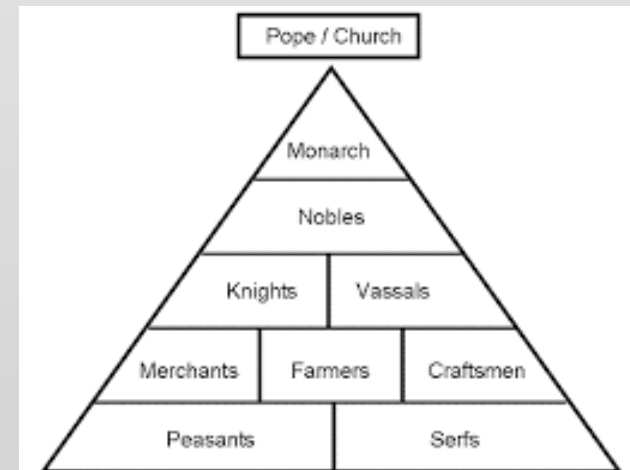 Pope / Church
Monarch
Nobles
Knights Vassals
Merchants Farmers Craftsmen
Peasants Serfs